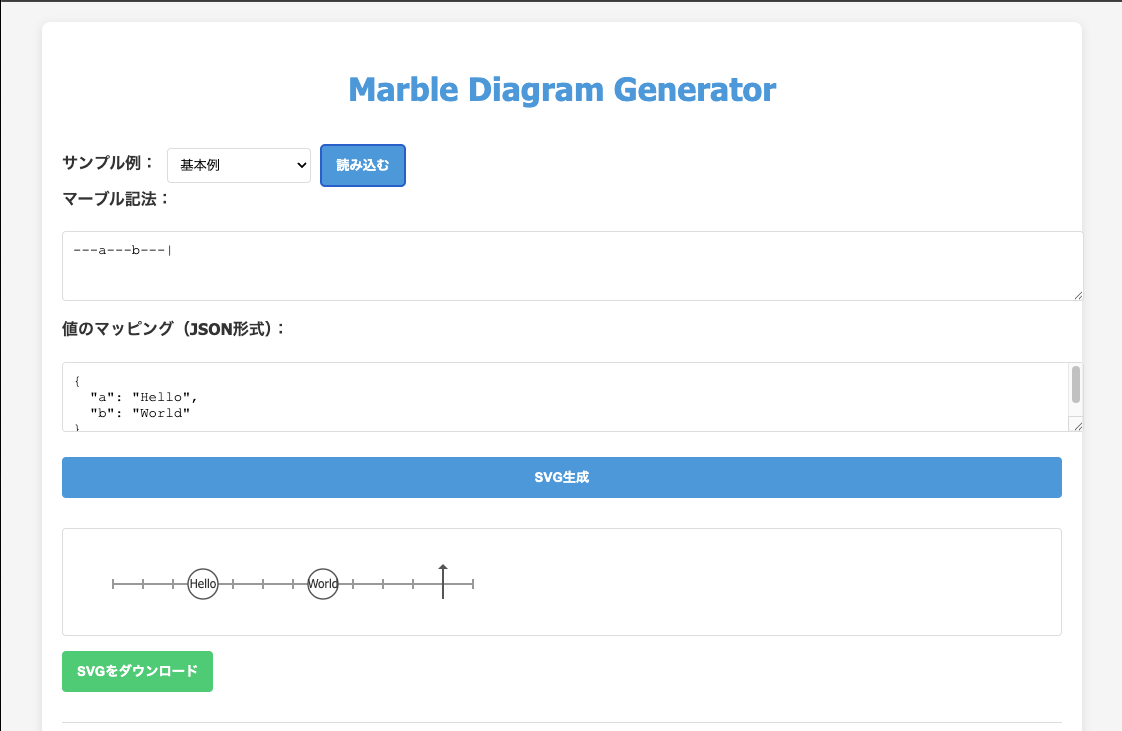 Marble Diagram Generator
サンプル例： 基本例 読み込む
マーブル記法：
---a---b---|
値のマッピング（JSON形式）：
{
  "a": "Hello",
  "b": "World"
}
SVG生成
Hello World
SVGをダウンロード